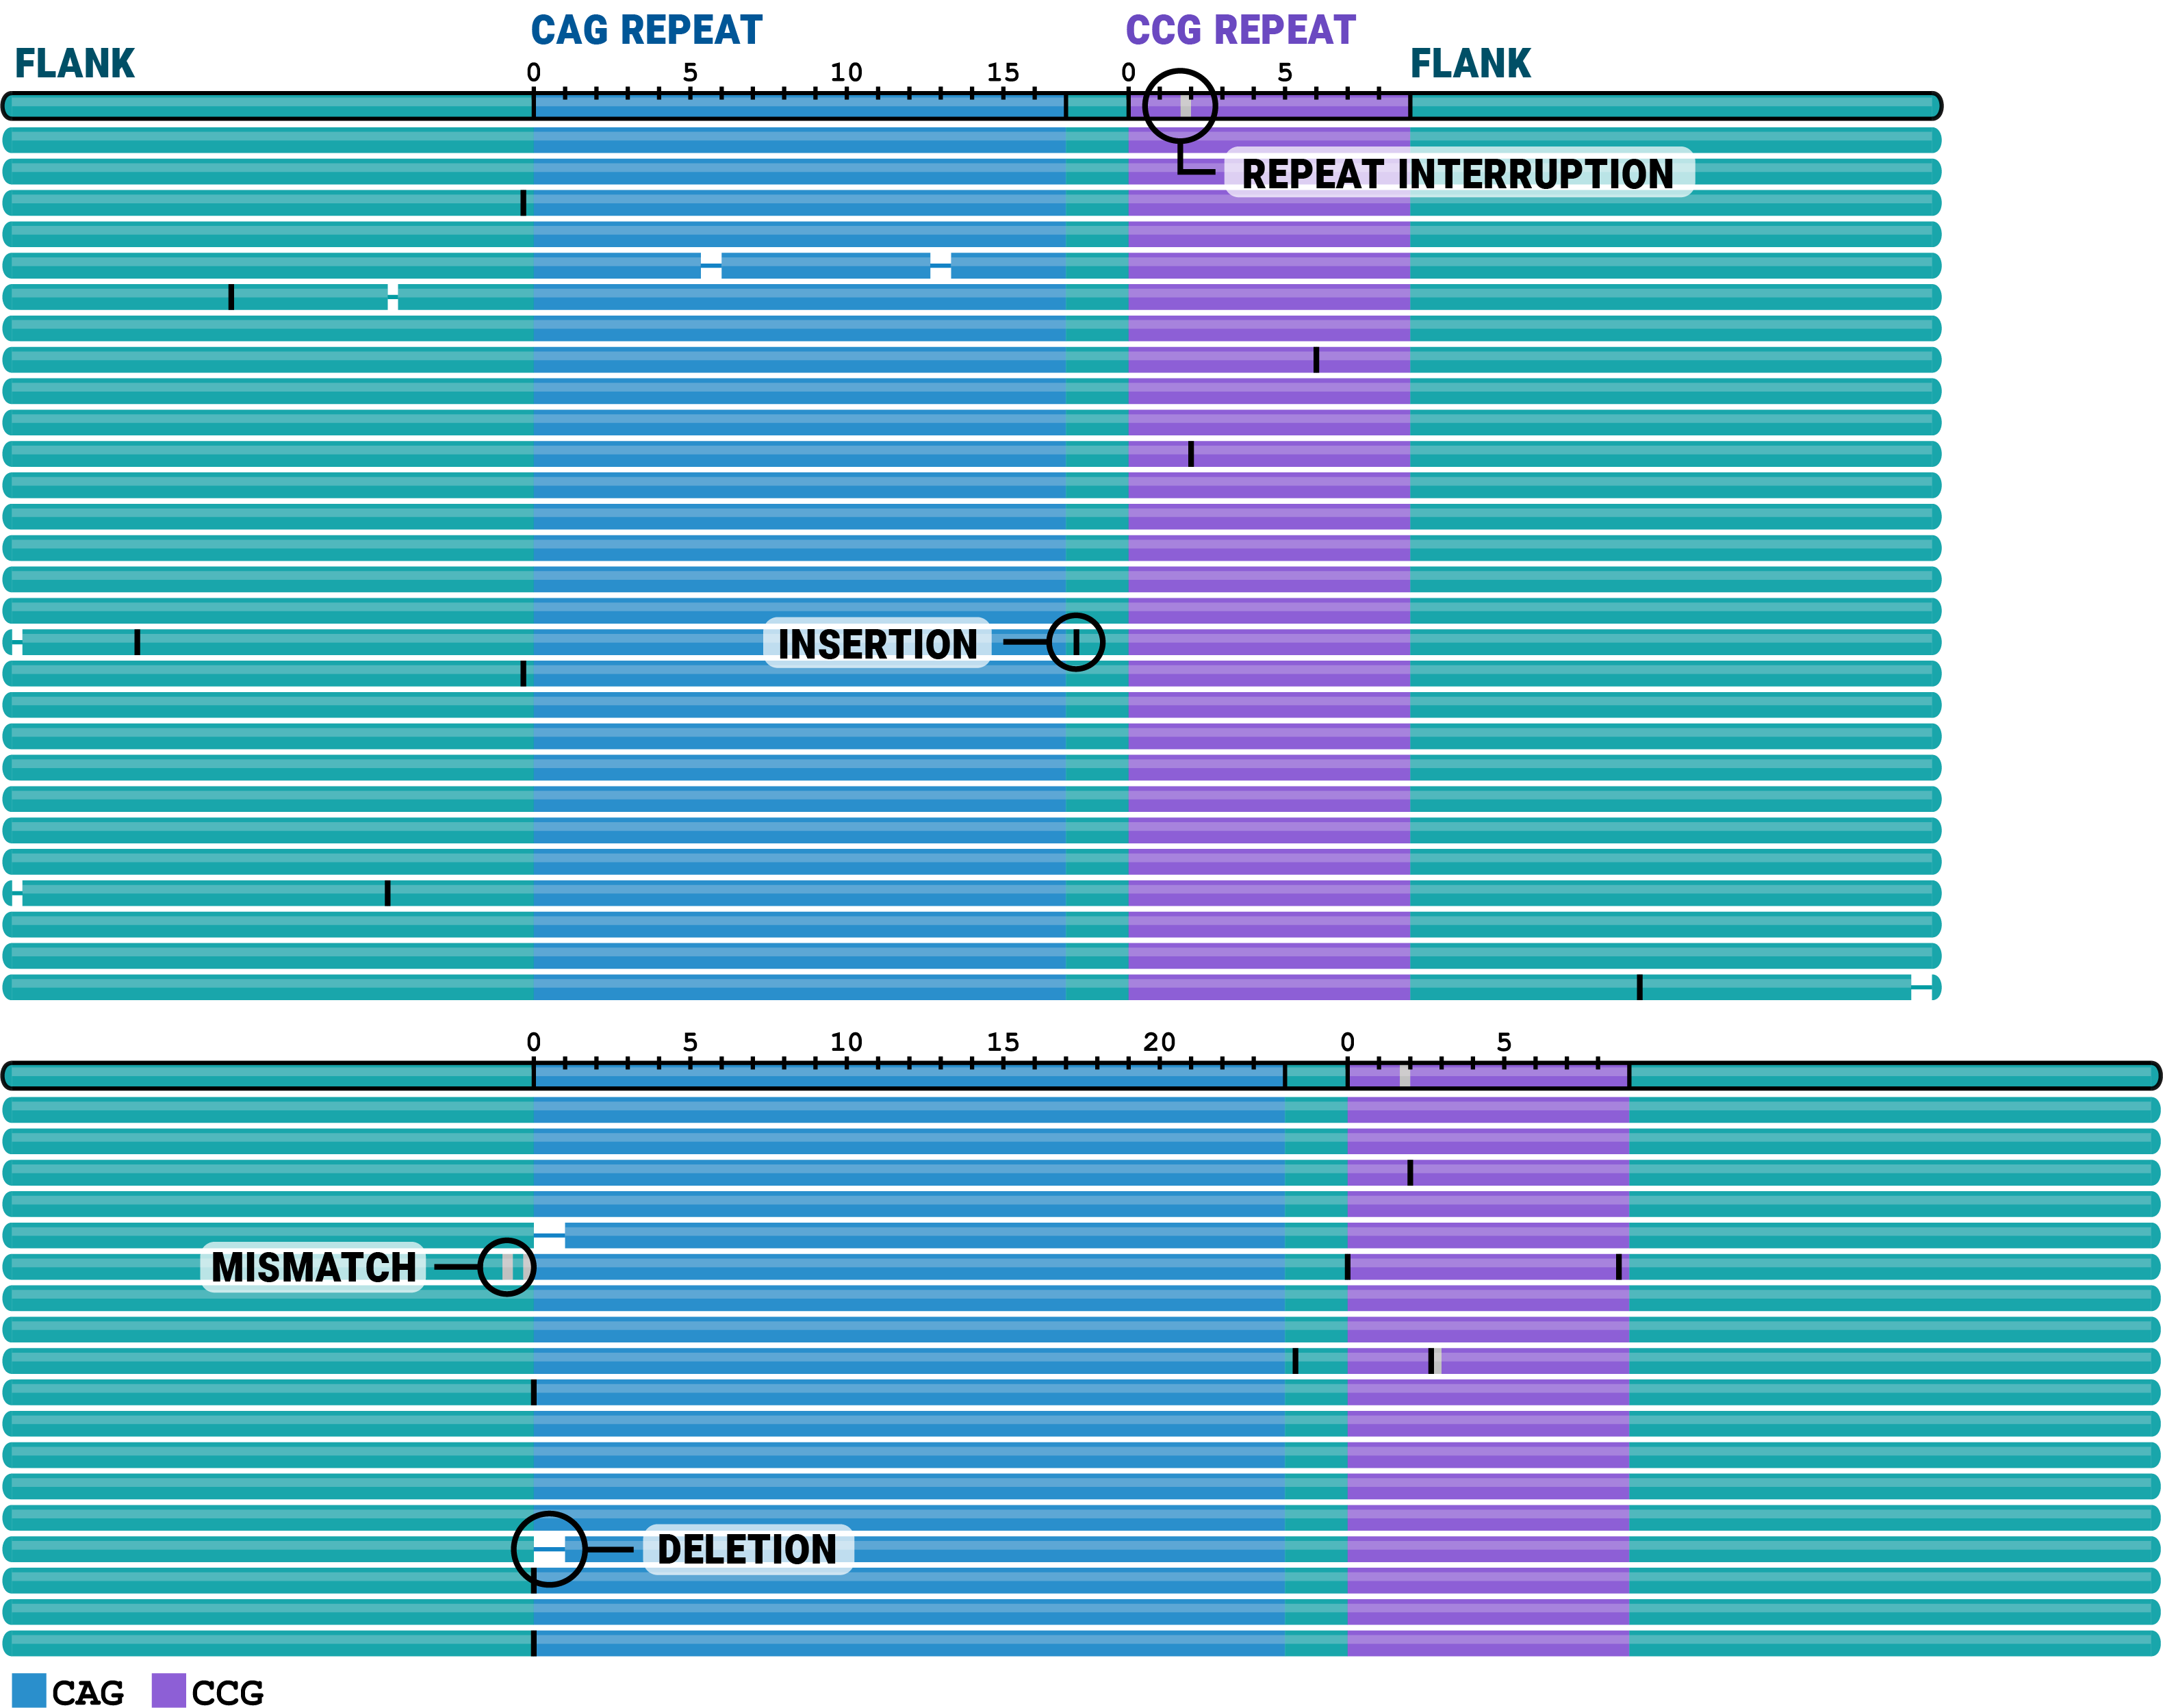 CAG REPEAT CCG REPEAT
FLANK 0 5 10 15 0 5 FLANK
REPEAT INTERRUPTION
INSERTION
0 5 10 15 20 0 5
MISMATCH
DELETION
CAG CCG